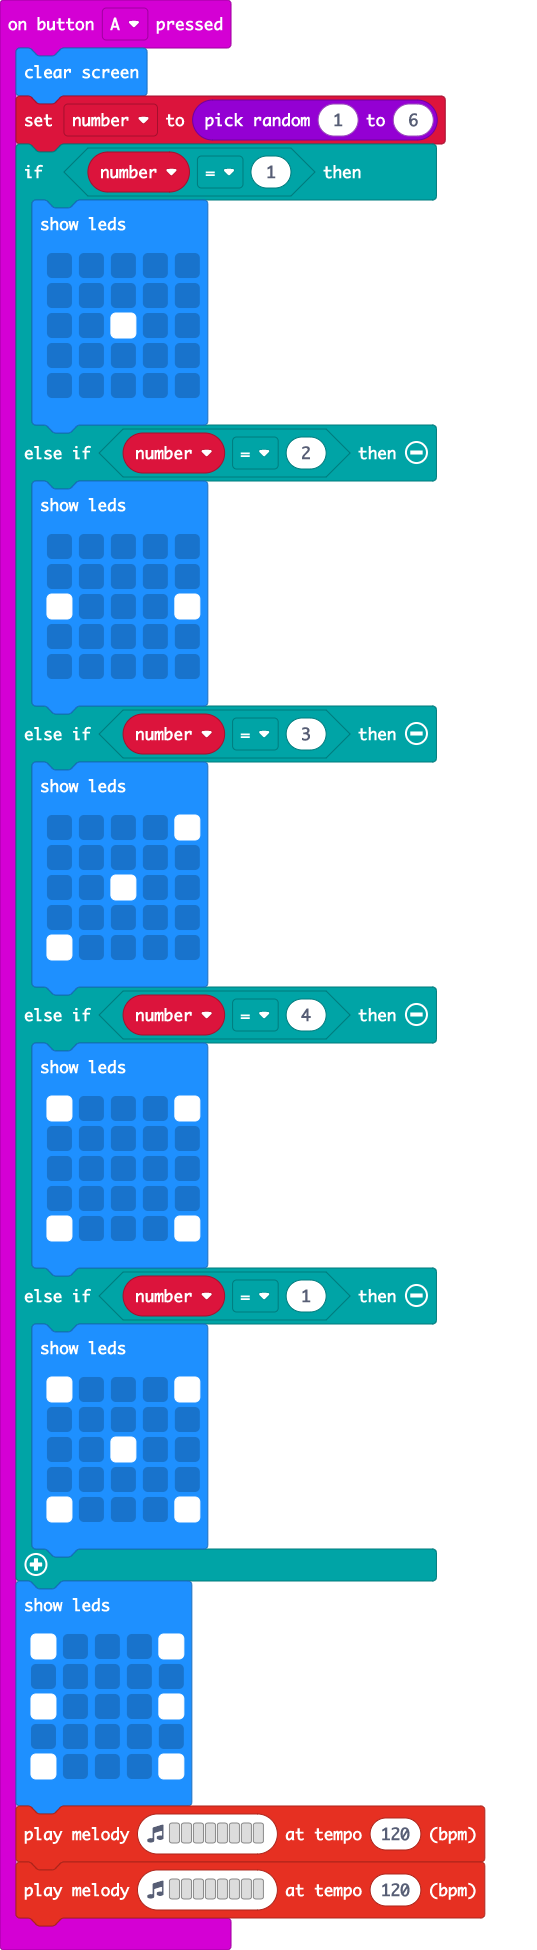 on button A pressed
clear screen
set number to pick random 1 to 6
if number = 1 then
show leds
else if number = 2 then
show leds
else if number = 3 then
show leds
else if number = 4 then
show leds
else if number = 1 then
show leds
show leds
play melody at tempo 120 (bpm)
play melody at tempo 120 (bpm)